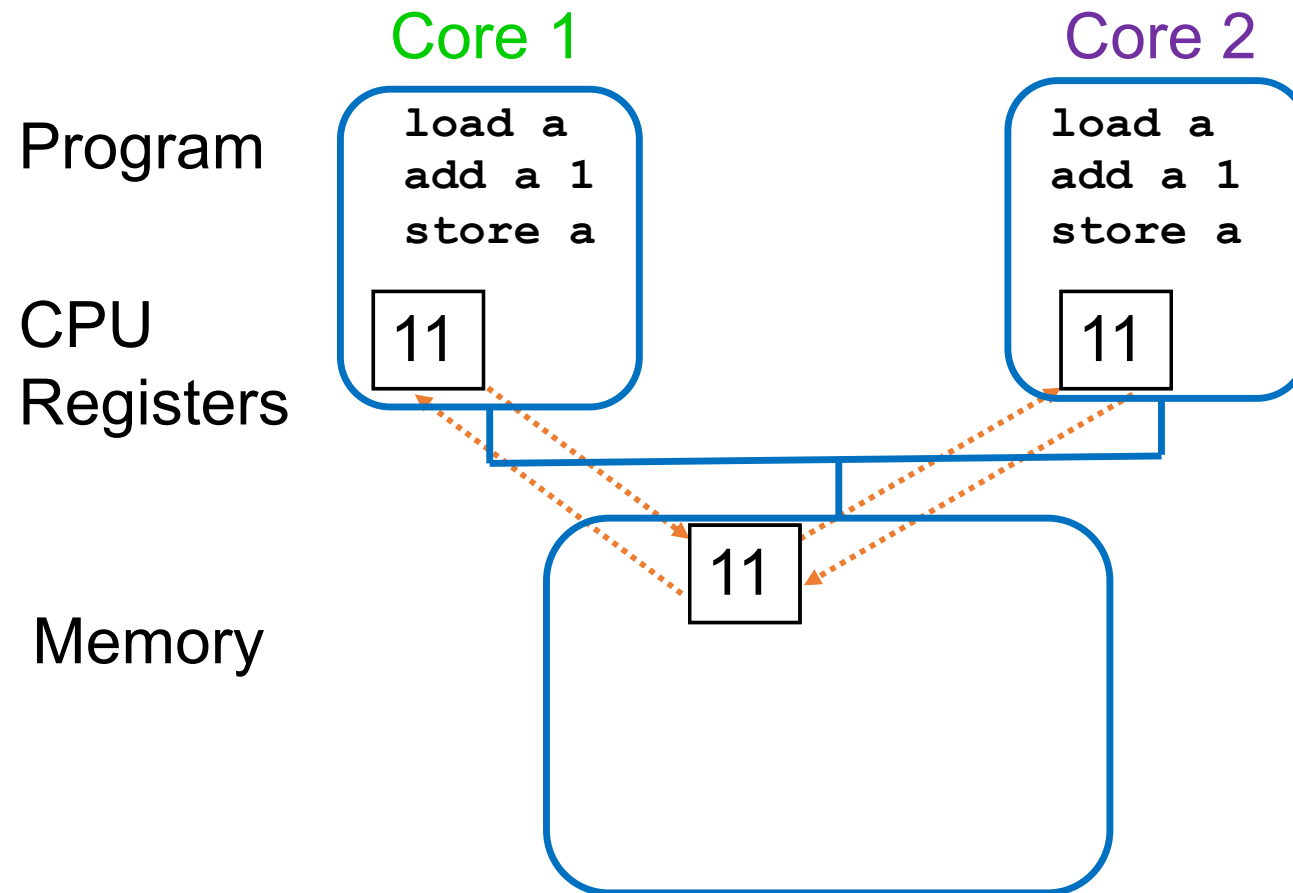 Core 1
Core 2
Program
load a
add a 1
store a
load a
add a 1
store a
CPU
Registers
11
11
11
Memory